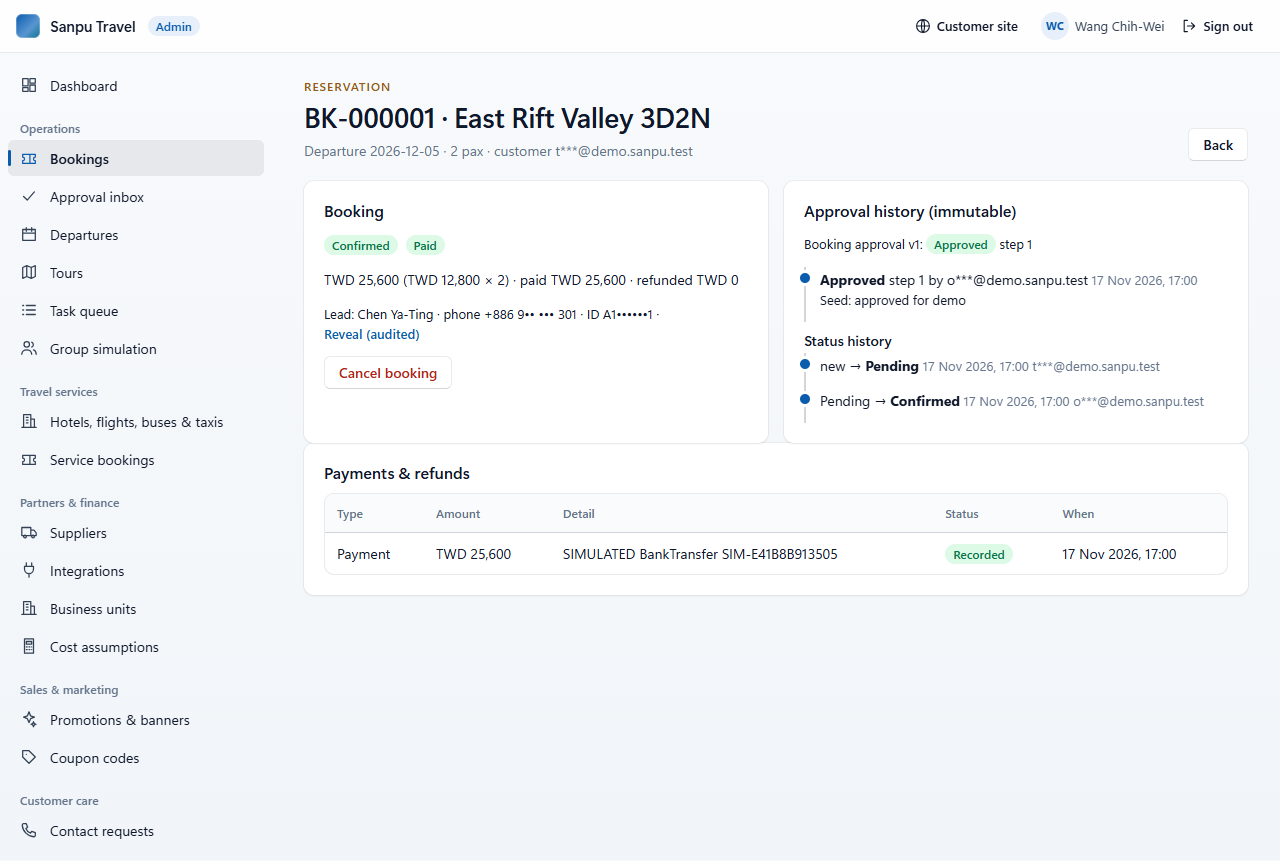 Sanpu Travel Admin
Customer site WC Wang Chih-Wei Sign out
Dashboard
Operations
Bookings
Approval inbox
Departures
Tours
Task queue
Group simulation
Travel services
Hotels, flights, buses & taxis
Service bookings
Partners & finance
Suppliers
Integrations
Business units
Cost assumptions
Sales & marketing
Promotions & banners
Coupon codes
Customer care
Contact requests
RESERVATION
BK-000001 · East Rift Valley 3D2N
Departure 2026-12-05 · 2 pax · customer t***@demo.sanpu.test
Back
Booking
Confirmed Paid
TWD 25,600 (TWD 12,800 × 2) · paid TWD 25,600 · refunded TWD 0
Lead: Chen Ya-Ting · phone +886 9•• ••• 301 · ID A1••••••1 ·
Reveal (audited)
Cancel booking
Approval history (immutable)
Booking approval v1: Approved step 1
Approved step 1 by o***@demo.sanpu.test 17 Nov 2026, 17:00
Seed: approved for demo
Status history
new → Pending 17 Nov 2026, 17:00 t***@demo.sanpu.test
Pending → Confirmed 17 Nov 2026, 17:00 o***@demo.sanpu.test
Payments & refunds
Type Amount Detail Status When
Payment TWD 25,600 SIMULATED BankTransfer SIM-E41B8B913505 Recorded 17 Nov 2026, 17:00